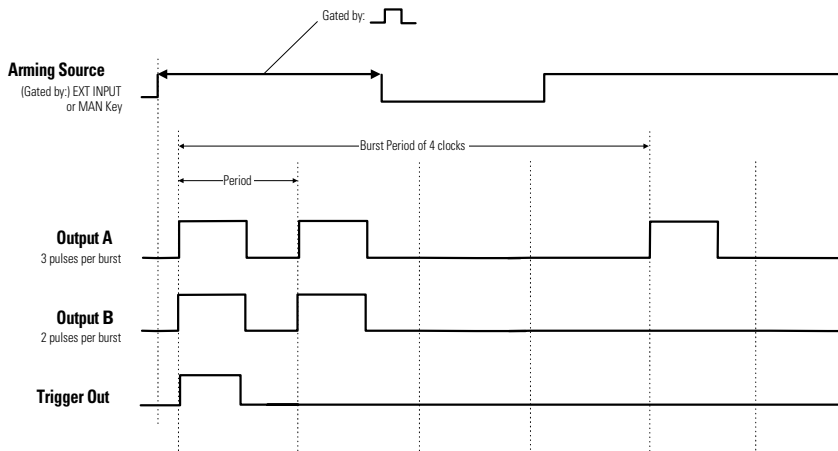 Gated by:
Arming Source
(Gated by:) EXT INPUT
or MAN Key
Burst Period of 4 clocks
Period
Output A
3 pulses per burst
Output B
2 pulses per burst
Trigger Out